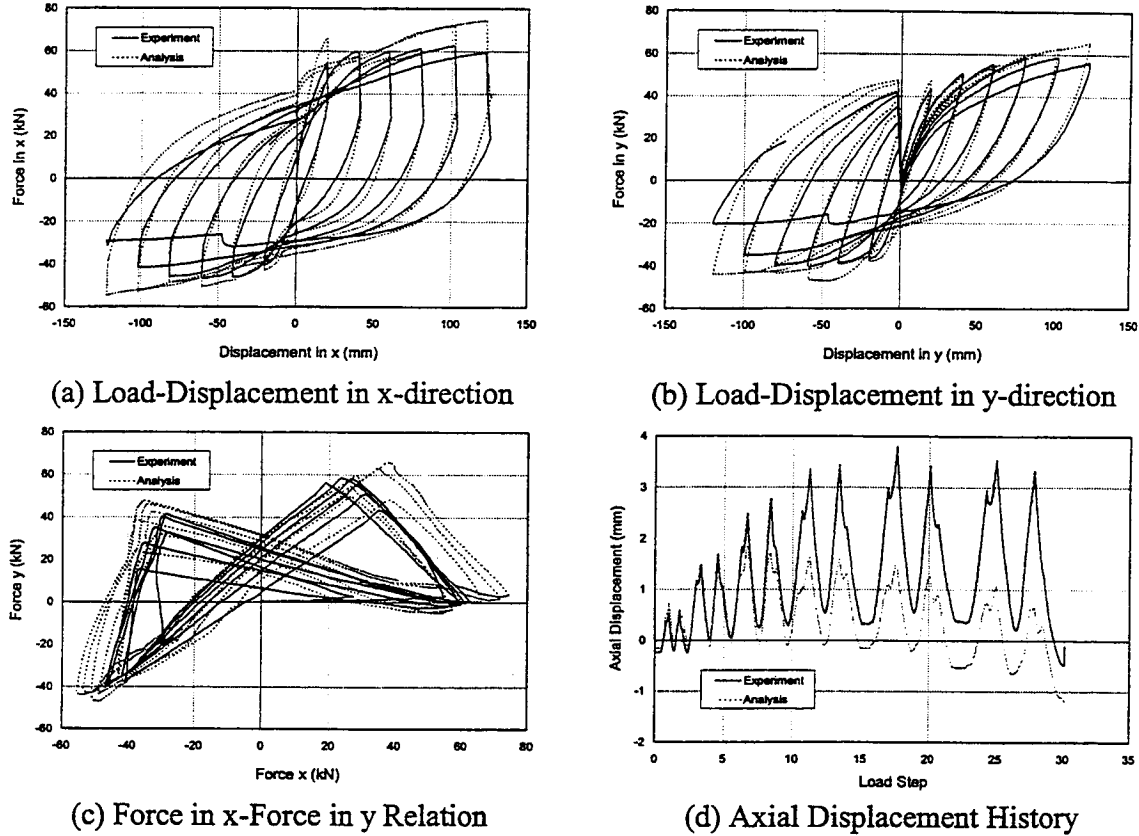 80
60
40
20
0
-20
-40
-60
-150 -100 -50 0 50 100 150
Force in x (kN)
Displacement in x (mm)
Experiment
Analysis
(a) Load-Displacement in x-direction
80
60
40
20
0
-20
-40
-60
-150 -100 -50 0 50 100 150
Force in y (kN)
Displacement in y (mm)
Experiment
Analysis
(b) Load-Displacement in y-direction
80
60
40
20
0
-20
-40
-60
-60 -40 -20 0 20 40 60 80
Force y (kN)
Force x (kN)
Experiment
Analysis
(c) Force in x-Force in y Relation
4
3
2
1
0
-1
-2
0 5 10 15 20 25 30 35
Axial Displacement (mm)
Load Step
Experiment
Analysis
(d) Axial Displacement History